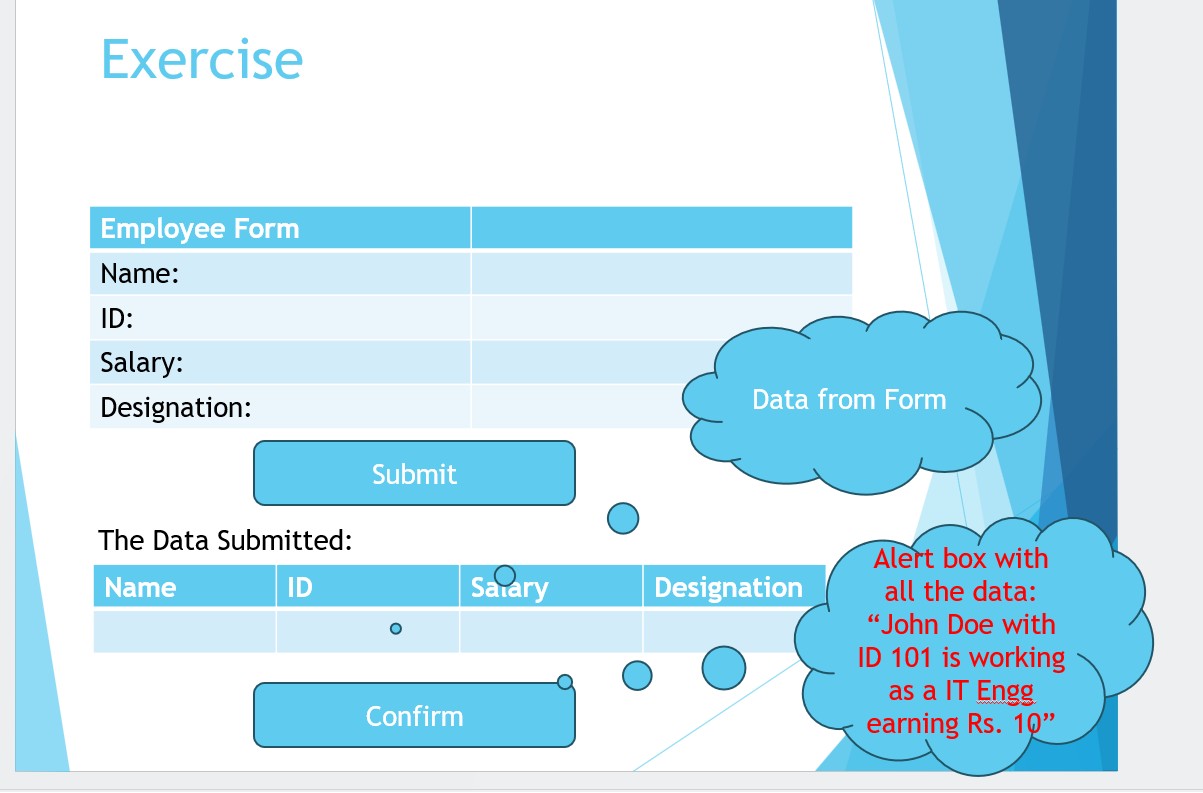 Exercise
Employee Form
Name:
ID:
Salary:
Designation:
Data from Form
Submit
The Data Submitted:
Name ID Salary Designation
Alert box with
all the data:
“John Doe with
ID 101 is working
as a IT Engg
earning Rs. 10”
Confirm